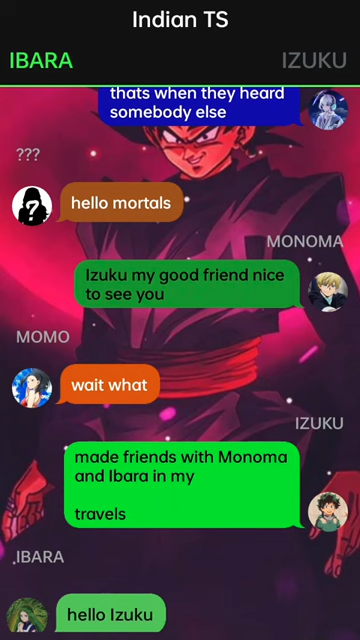 Indian TS
IBARA
IZUKU
thats when they heard
somebody else
???
hello mortals
MONOMA
Izuku my good friend nice
to see you
MOMO
wait what
IZUKU
made friends with Monoma
and Ibara in my
travels
IBARA
hello Izuku